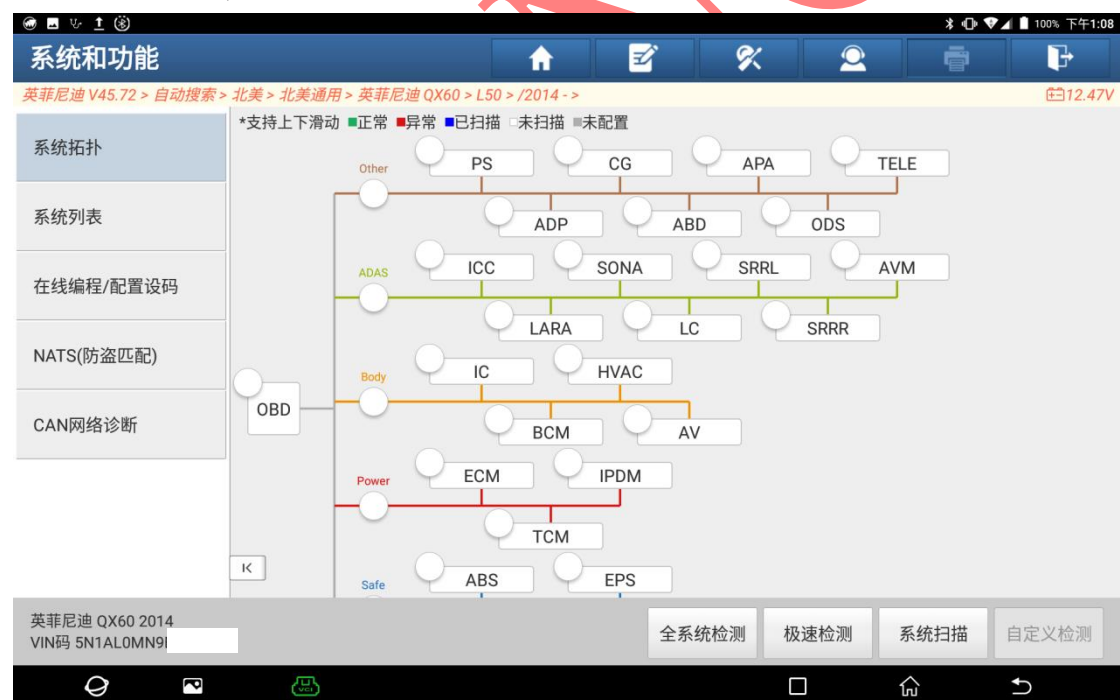 100% 下午1:08
系统和功能
英菲尼迪 V45.72 > 自动搜索 > 北美 > 北美通用 > 英菲尼迪 QX60 > L50 > /2014 - >
12.47V
系统拓扑
系统列表
在线编程/配置设码
NATS(防盗匹配)
CAN网络诊断
*支持上下滑动 ■正常 ■异常 ■已扫描 □未扫描 ■未配置
OBD
Other
PS CG APA TELE
ADP ABD ODS
ADAS
ICC SONA SRRL AVM
LARA LC SRRR
Body
IC HVAC
BCM AV
Power
ECM IPDM
TCM
Safe
ABS EPS
英菲尼迪 QX60 2014
VIN码 5N1AL0MN9
全系统检测 极速检测 系统扫描 自定义检测
VCI